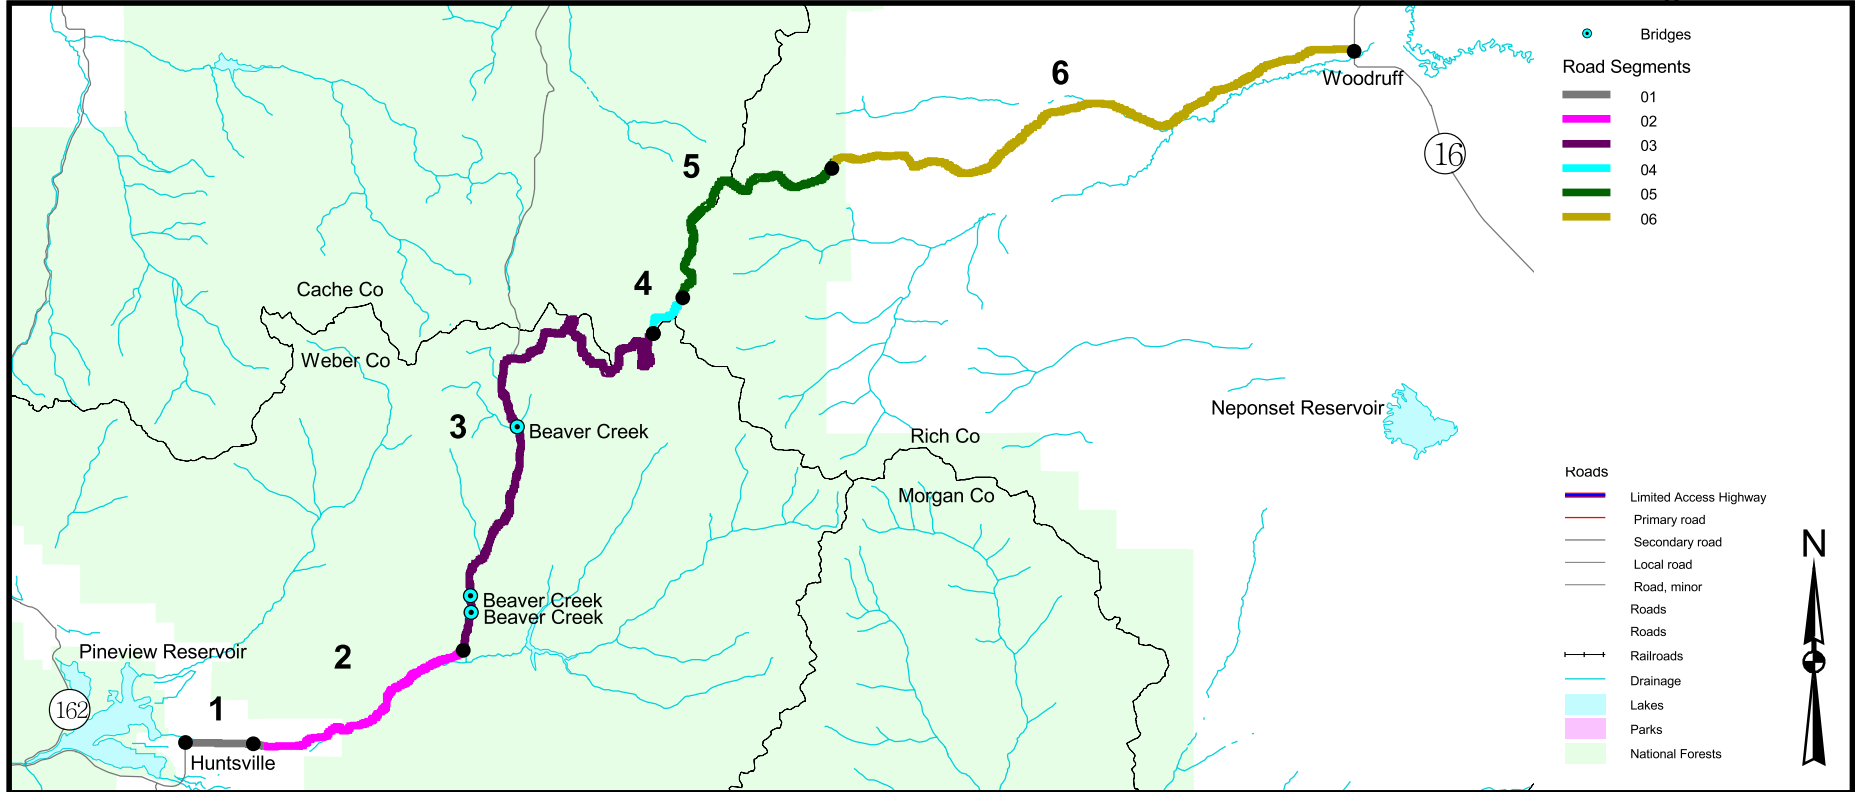 Bridges
Road Segments
01
02
03
04
05
06
6
Woodruff
16
5
4
Cache Co
Weber Co
3
Beaver Creek
Neponset Reservoir
Rich Co
Morgan Co
Beaver Creek
Beaver Creek
2
Pineview Reservoir
162
1
Huntsville
Roads
Limited Access Highway
Primary road
Secondary road
Local road
Road, minor
Roads
Roads
Railroads
Drainage
Lakes
Parks
National Forests
N